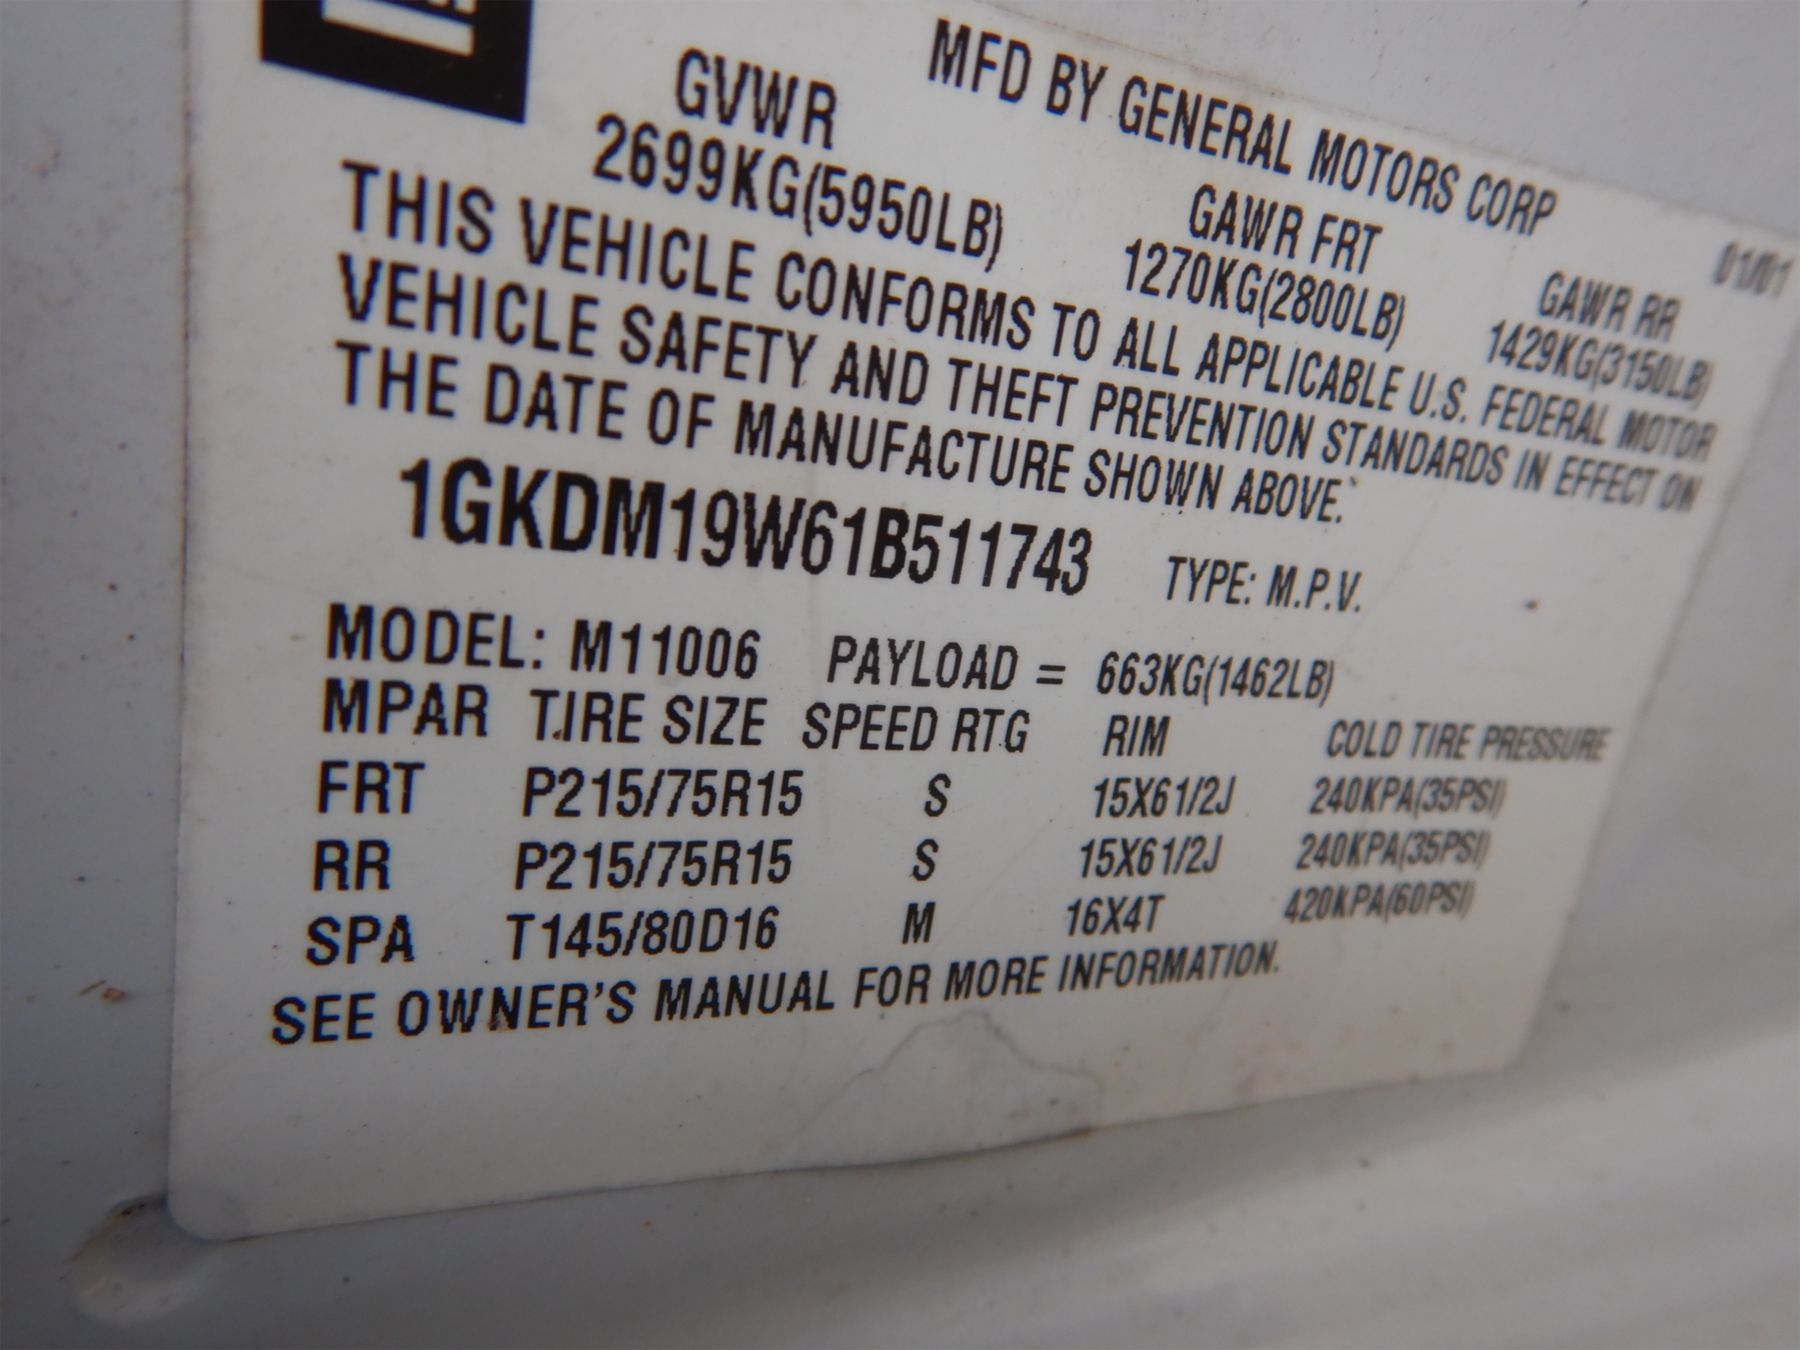 MFD BY GENERAL MOTORS CORP
01/01
GVWR GAWR FRT GAWR RR
2699KG(5950LB) 1270KG(2800LB) 1429KG(3150LB)
THIS VEHICLE CONFORMS TO ALL APPLICABLE U.S. FEDERAL MOTOR
VEHICLE SAFETY AND THEFT PREVENTION STANDARDS IN EFFECT ON
THE DATE OF MANUFACTURE SHOWN ABOVE.
1GKDM19W61B511743 TYPE: M.P.V.
MODEL: M11006 PAYLOAD = 663KG(1462LB)
MPAR TIRE SIZE SPEED RTG RIM COLD TIRE PRESSURE
FRT P215/75R15 S 15X61/2J 240KPA(35PSI)
RR P215/75R15 S 15X61/2J 240KPA(35PSI)
SPA T145/80D16 M 16X4T 420KPA(60PSI)
SEE OWNER'S MANUAL FOR MORE INFORMATION.